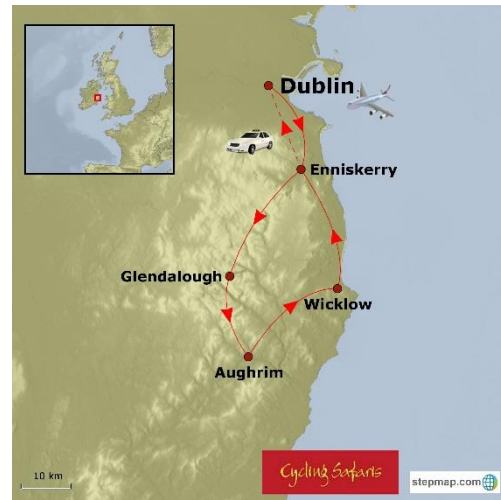 Dublin
Enniskerry
Glendalough
Wicklow
Aughrim
10 km
Cycling Safaris
stepmap.com